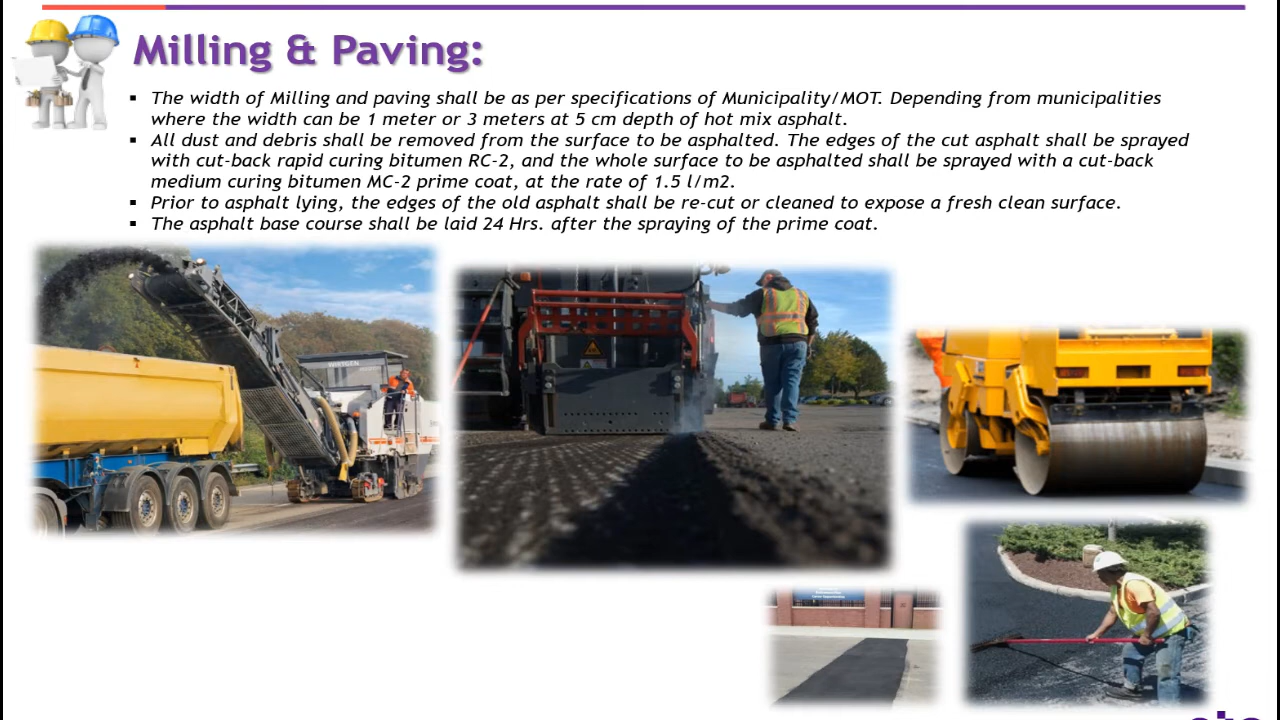 Milling & Paving:
▪ The width of Milling and paving shall be as per specifications of Municipality/MOT. Depending from municipalities
where the width can be 1 meter or 3 meters at 5 cm depth of hot mix asphalt.
▪ All dust and debris shall be removed from the surface to be asphalted. The edges of the cut asphalt shall be sprayed
with cut-back rapid curing bitumen RC-2, and the whole surface to be asphalted shall be sprayed with a cut-back
medium curing bitumen MC-2 prime coat, at the rate of 1.5 l/m2.
▪ Prior to asphalt lying, the edges of the old asphalt shall be re-cut or cleaned to expose a fresh clean surface.
▪ The asphalt base course shall be laid 24 Hrs. after the spraying of the prime coat.
WIRTGEN